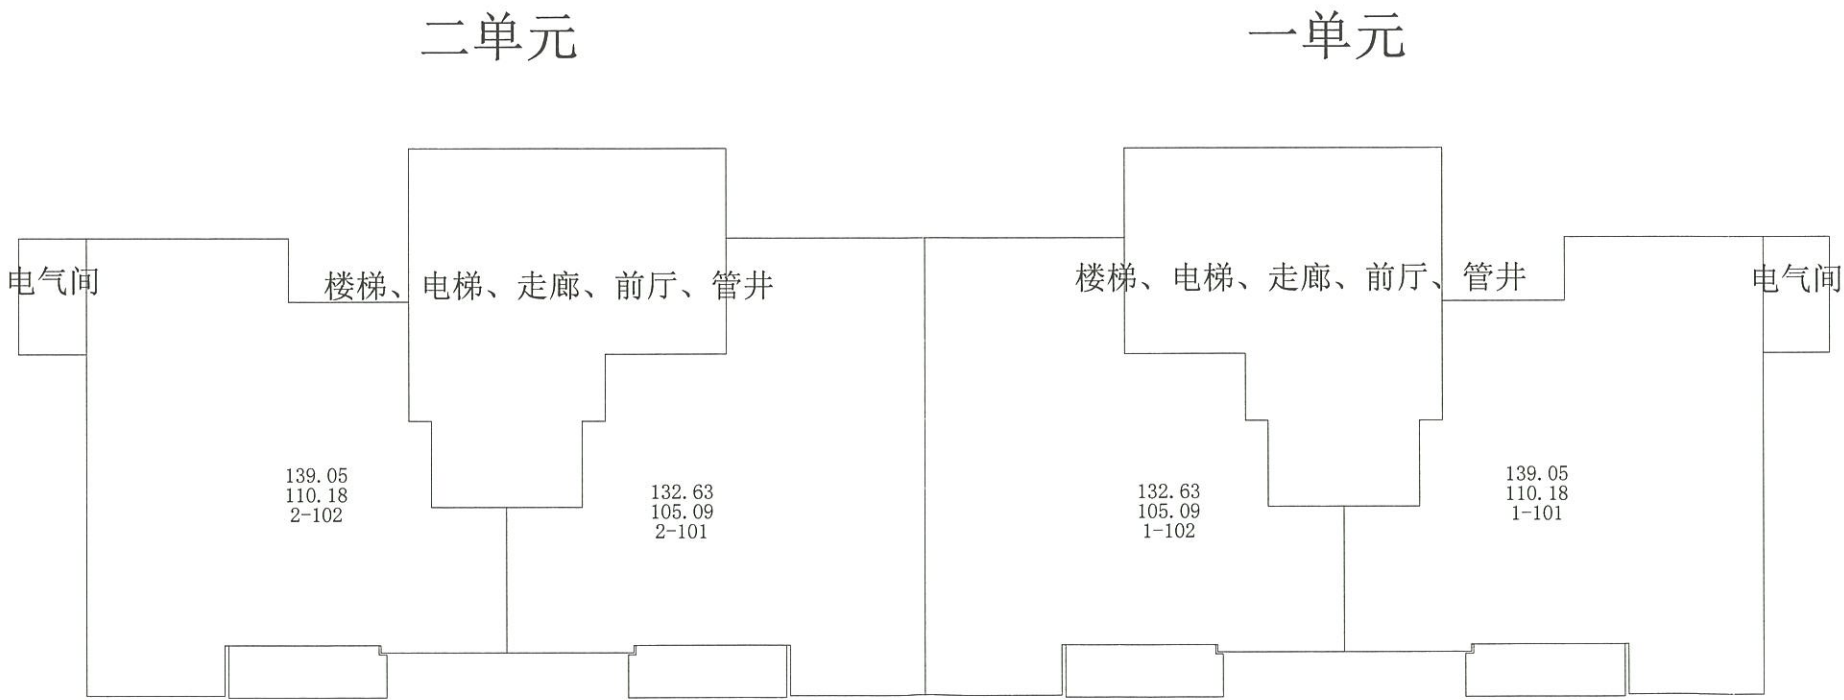 二单元
一单元
电气间
楼梯、电梯、走廊、前厅、管井
楼梯、电梯、走廊、前厅、管井
电气间
139.05
110.18
2-102
132.63
105.09
2-101
132.63
105.09
1-102
139.05
110.18
1-101